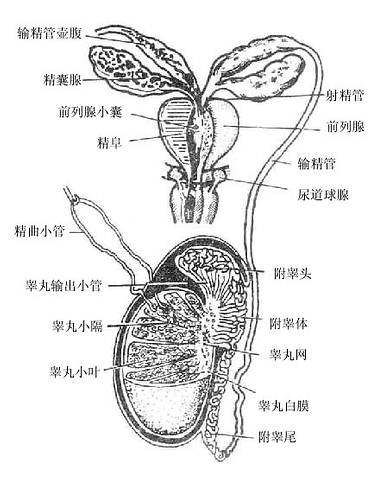 输精管壶腹
精囊腺
前列腺小囊
精阜
精曲小管
睾丸输出小管
睾丸小隔
睾丸小叶
射精管
前列腺
输精管
尿道球腺
附睾头
附睾体
睾丸网
睾丸白膜
附睾尾